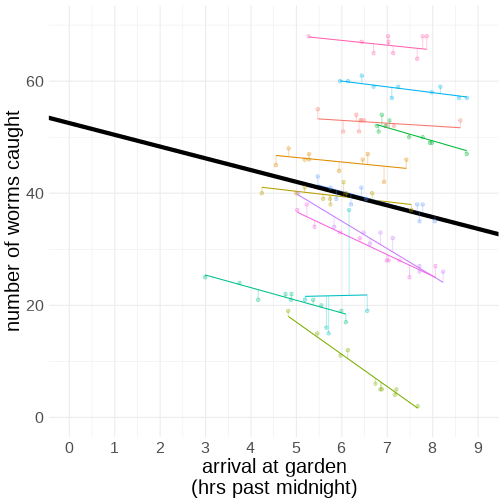 number of worms caught
60
40
20
0
0 1 2 3 4 5 6 7 8 9
arrival at garden
(hrs past midnight)